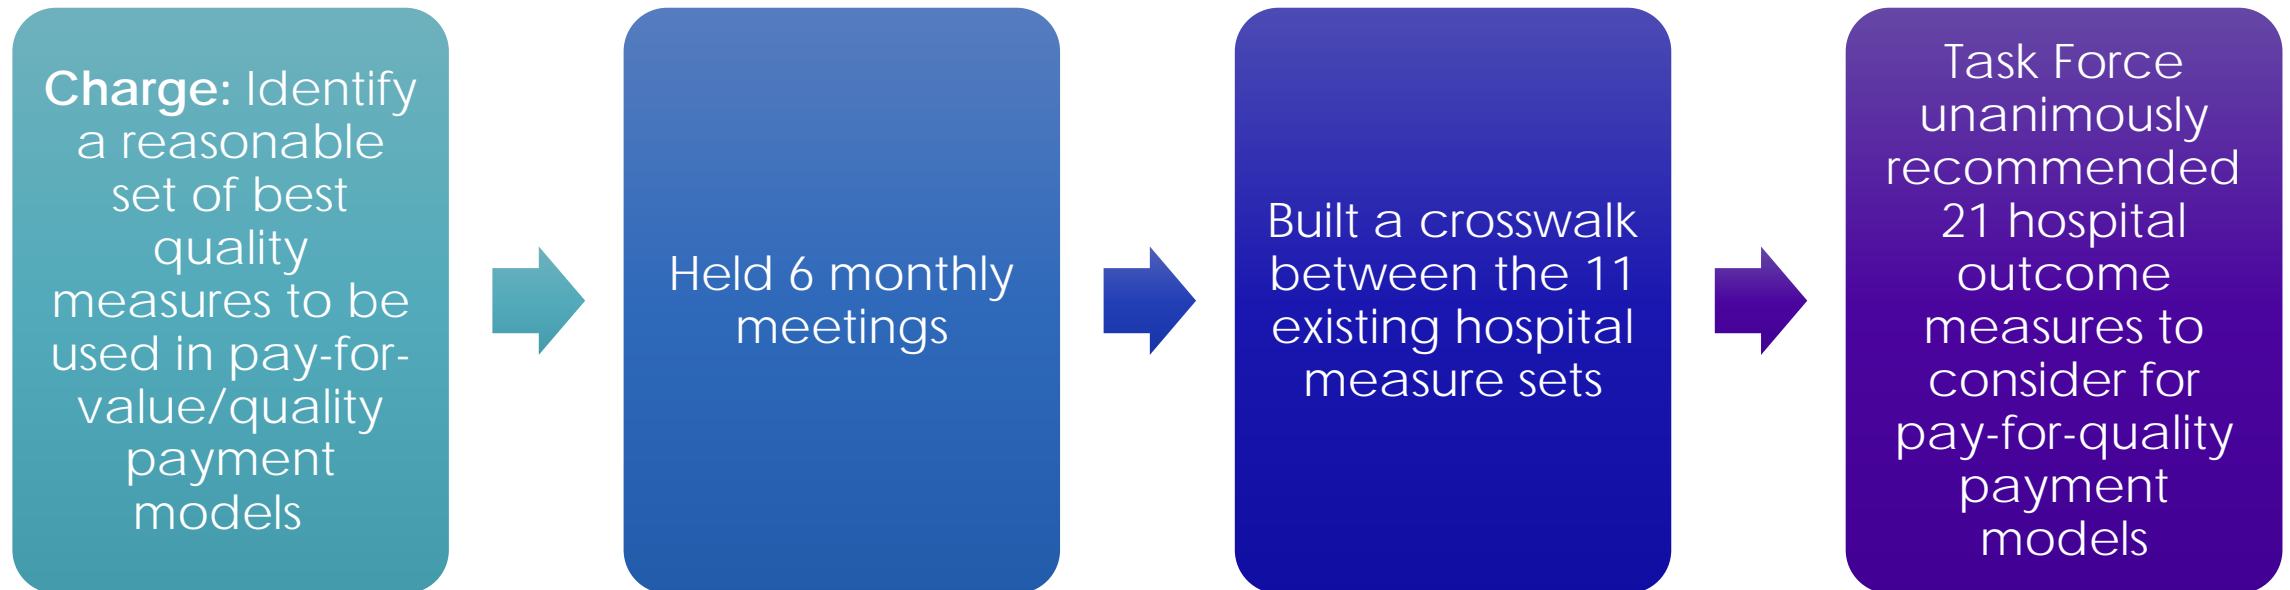 Charge: Identify
a reasonable
set of best
quality
measures to be
used in pay-for-
value/quality
payment
models
Held 6 monthly
meetings
Built a crosswalk
between the 11
existing hospital
measure sets
Task Force
unanimously
recommended
21 hospital
outcome
measures to
consider for
pay-for-quality
payment
models